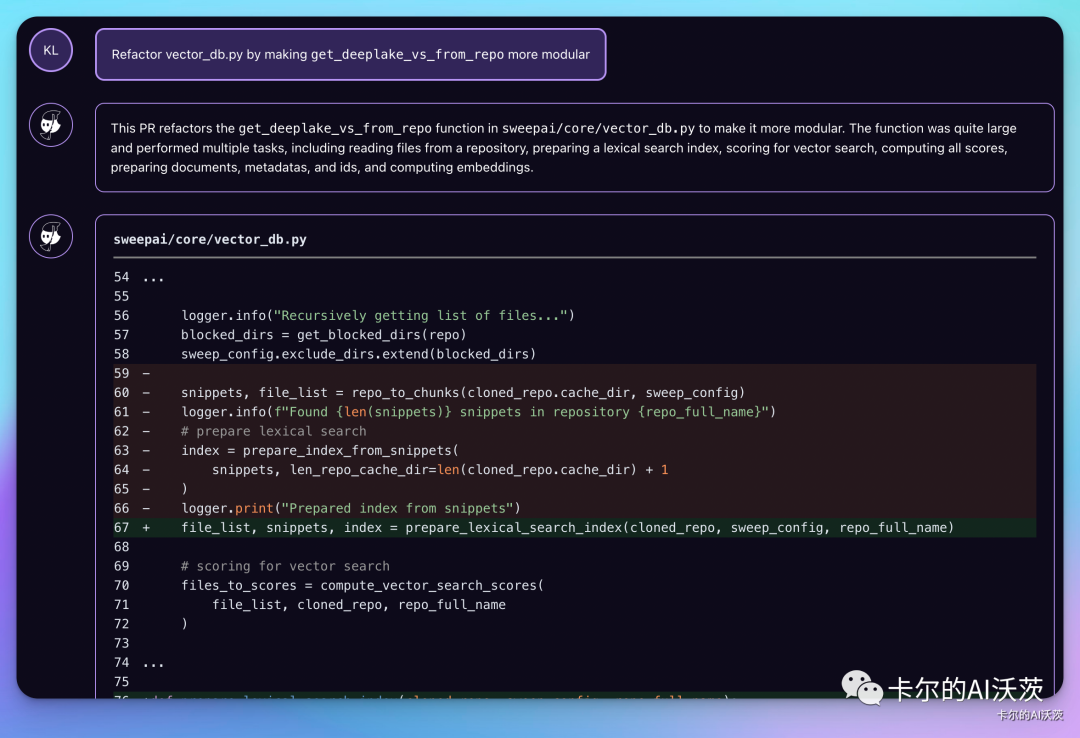 KL
Refactor vector_db.py by making get_deeplake_vs_from_repo more modular
This PR refactors the get_deeplake_vs_from_repo function in sweepai/core/vector_db.py to make it more modular. The function was quite large
and performed multiple tasks, including reading files from a repository, preparing a lexical search index, scoring for vector search, computing all scores,
preparing documents, metadatas, and ids, and computing embeddings.
sweepai/core/vector_db.py
54 ...
55
56 logger.info("Recursively getting list of files...")
57 blocked_dirs = get_blocked_dirs(repo)
58 sweep_config.exclude_dirs.extend(blocked_dirs)
59 −
60 − snippets, file_list = repo_to_chunks(cloned_repo.cache_dir, sweep_config)
61 − logger.info(f"Found {len(snippets)} snippets in repository {repo_full_name}")
62 − # prepare lexical search
63 − index = prepare_index_from_snippets(
64 − snippets, len_repo_cache_dir=len(cloned_repo.cache_dir) + 1
65 − )
66 − logger.print("Prepared index from snippets")
67 + file_list, snippets, index = prepare_lexical_search_index(cloned_repo, sweep_config, repo_full_name)
68
69 # scoring for vector search
70 files_to_scores = compute_vector_search_scores(
71 file_list, cloned_repo, repo_full_name
72 )
73
74 ...
75
卡尔的AI沃茨
卡尔的AI沃茨